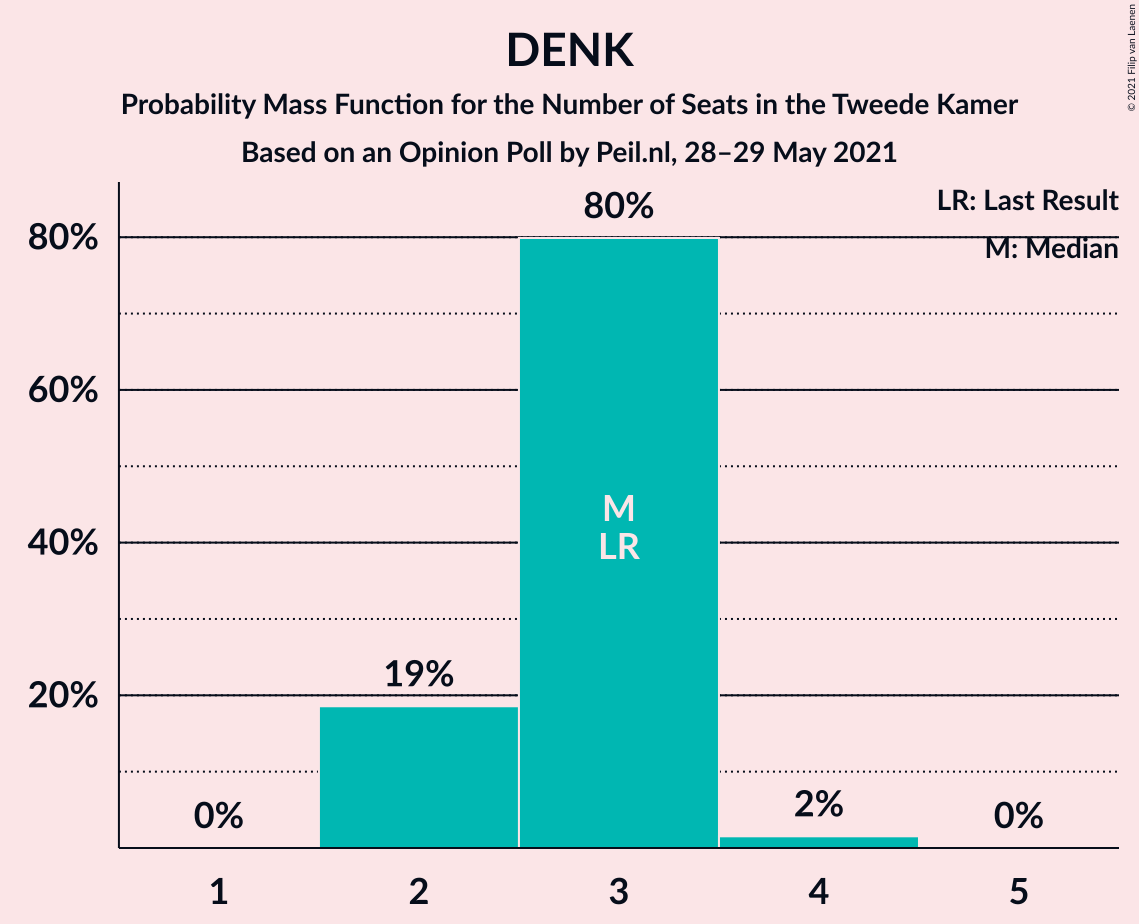 DENK
Probability Mass Function for the Number of Seats in the Tweede Kamer
Based on an Opinion Poll by Peil.nl, 28–29 May 2021
© 2021 Filip van Laenen
LR: Last Result
M: Median
80%
60%
40%
20%
0%
19%
80%
M
LR
2%
0%
1
2
3
4
5